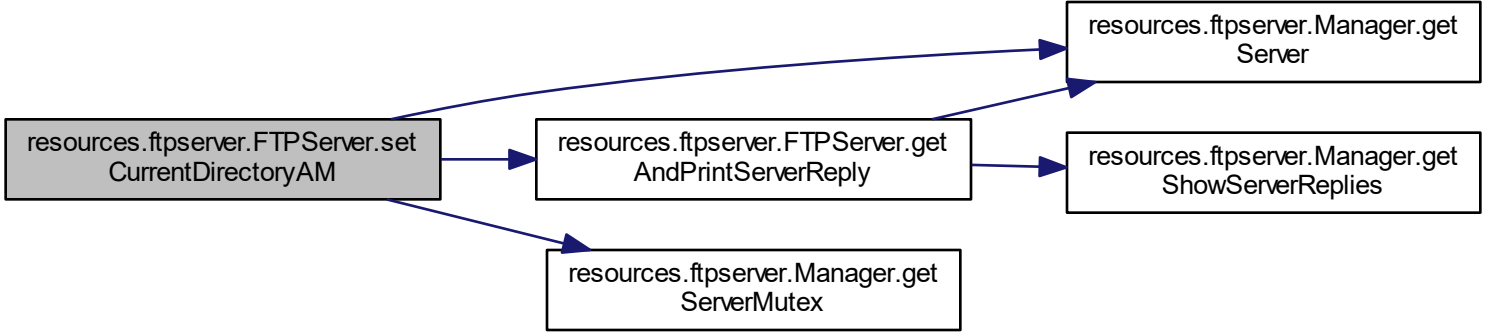 resources.ftpserver.Manager.get
Server
resources.ftpserver.FTPServer.set
CurrentDirectoryAM
resources.ftpserver.FTPServer.get
AndPrintServerReply
resources.ftpserver.Manager.get
ShowServerReplies
resources.ftpserver.Manager.get
ServerMutex